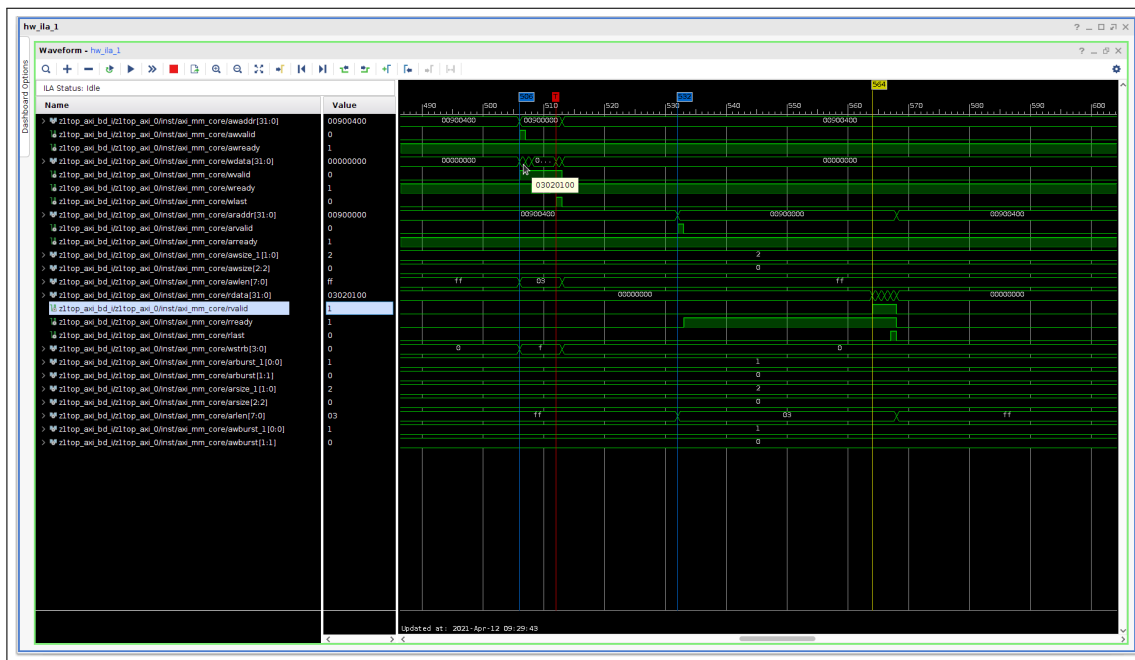 hw_ila_1
Dashboard Options
Waveform - hw_ila_1
ILA Status: Idle
Name Value
506 T 532 564
490 500 510 520 530 540 550 560 570 580 590 600
z1top_axi_bd_i/z1top_axi_0/inst/axi_mm_core/awaddr[31:0] 00900400 00900400 00900000 00900400
z1top_axi_bd_i/z1top_axi_0/inst/axi_mm_core/awvalid 0
z1top_axi_bd_i/z1top_axi_0/inst/axi_mm_core/awready 1
z1top_axi_bd_i/z1top_axi_0/inst/axi_mm_core/wdata[31:0] 00000000 00000000 0... 00000000
z1top_axi_bd_i/z1top_axi_0/inst/axi_mm_core/wvalid 0
03020100
z1top_axi_bd_i/z1top_axi_0/inst/axi_mm_core/wready 1
z1top_axi_bd_i/z1top_axi_0/inst/axi_mm_core/wlast 0
z1top_axi_bd_i/z1top_axi_0/inst/axi_mm_core/araddr[31:0] 00900000 00900400 00900000 00900400
z1top_axi_bd_i/z1top_axi_0/inst/axi_mm_core/arvalid 0
z1top_axi_bd_i/z1top_axi_0/inst/axi_mm_core/arready 1
z1top_axi_bd_i/z1top_axi_0/inst/axi_mm_core/awsize_1[1:0] 2 2
z1top_axi_bd_i/z1top_axi_0/inst/axi_mm_core/awsize[2:2] 0 0
z1top_axi_bd_i/z1top_axi_0/inst/axi_mm_core/awlen[7:0] ff ff 03 ff
z1top_axi_bd_i/z1top_axi_0/inst/axi_mm_core/rdata[31:0] 03020100 00000000 00000000
z1top_axi_bd_i/z1top_axi_0/inst/axi_mm_core/rvalid 1
z1top_axi_bd_i/z1top_axi_0/inst/axi_mm_core/rready 1
z1top_axi_bd_i/z1top_axi_0/inst/axi_mm_core/rlast 0
z1top_axi_bd_i/z1top_axi_0/inst/axi_mm_core/wstrb[3:0] 0 0 f 0
z1top_axi_bd_i/z1top_axi_0/inst/axi_mm_core/arburst_1[0:0] 1 1
z1top_axi_bd_i/z1top_axi_0/inst/axi_mm_core/arburst[1:1] 0 0
z1top_axi_bd_i/z1top_axi_0/inst/axi_mm_core/arsize_1[1:0] 2 2
z1top_axi_bd_i/z1top_axi_0/inst/axi_mm_core/arsize[2:2] 0 0
z1top_axi_bd_i/z1top_axi_0/inst/axi_mm_core/arlen[7:0] 03 ff 03 ff
z1top_axi_bd_i/z1top_axi_0/inst/axi_mm_core/awburst_1[0:0] 1 1
z1top_axi_bd_i/z1top_axi_0/inst/axi_mm_core/awburst[1:1] 0 0
Updated at: 2021-Apr-12 09:29:43